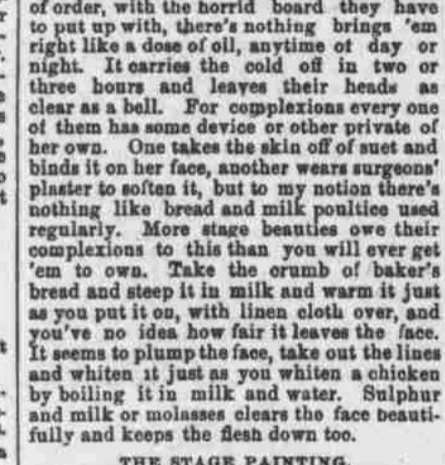 of order, with the horrid board they have
to put up with, there's nothing brings 'em
right like a dose of oil, anytime of day or
night. It carries the cold off in two or
three hours and leaves their heads as
clear as a bell. For complexions every one
of them has some device or other private of
her own. One takes the skin off of suet and
binds it on her face, another wears surgeons'
plaster to soften it, but to my notion there's
nothing like bread and milk poultice used
regularly. More stage beauties owe their
complexions to this than you will ever get
'em to own. Take the crumb of baker's
bread and steep it in milk and warm it just
as you put it on, with linen cloth over, and
you've no idea how fair it leaves the face.
It seems to plump the face, take out the lines
and whiten it just as you whiten a chicken
by boiling it in milk and water. Sulphur
and milk or molasses clears the face beauti-
fully and keeps the flesh down too.
THE STAGE PAINTING.